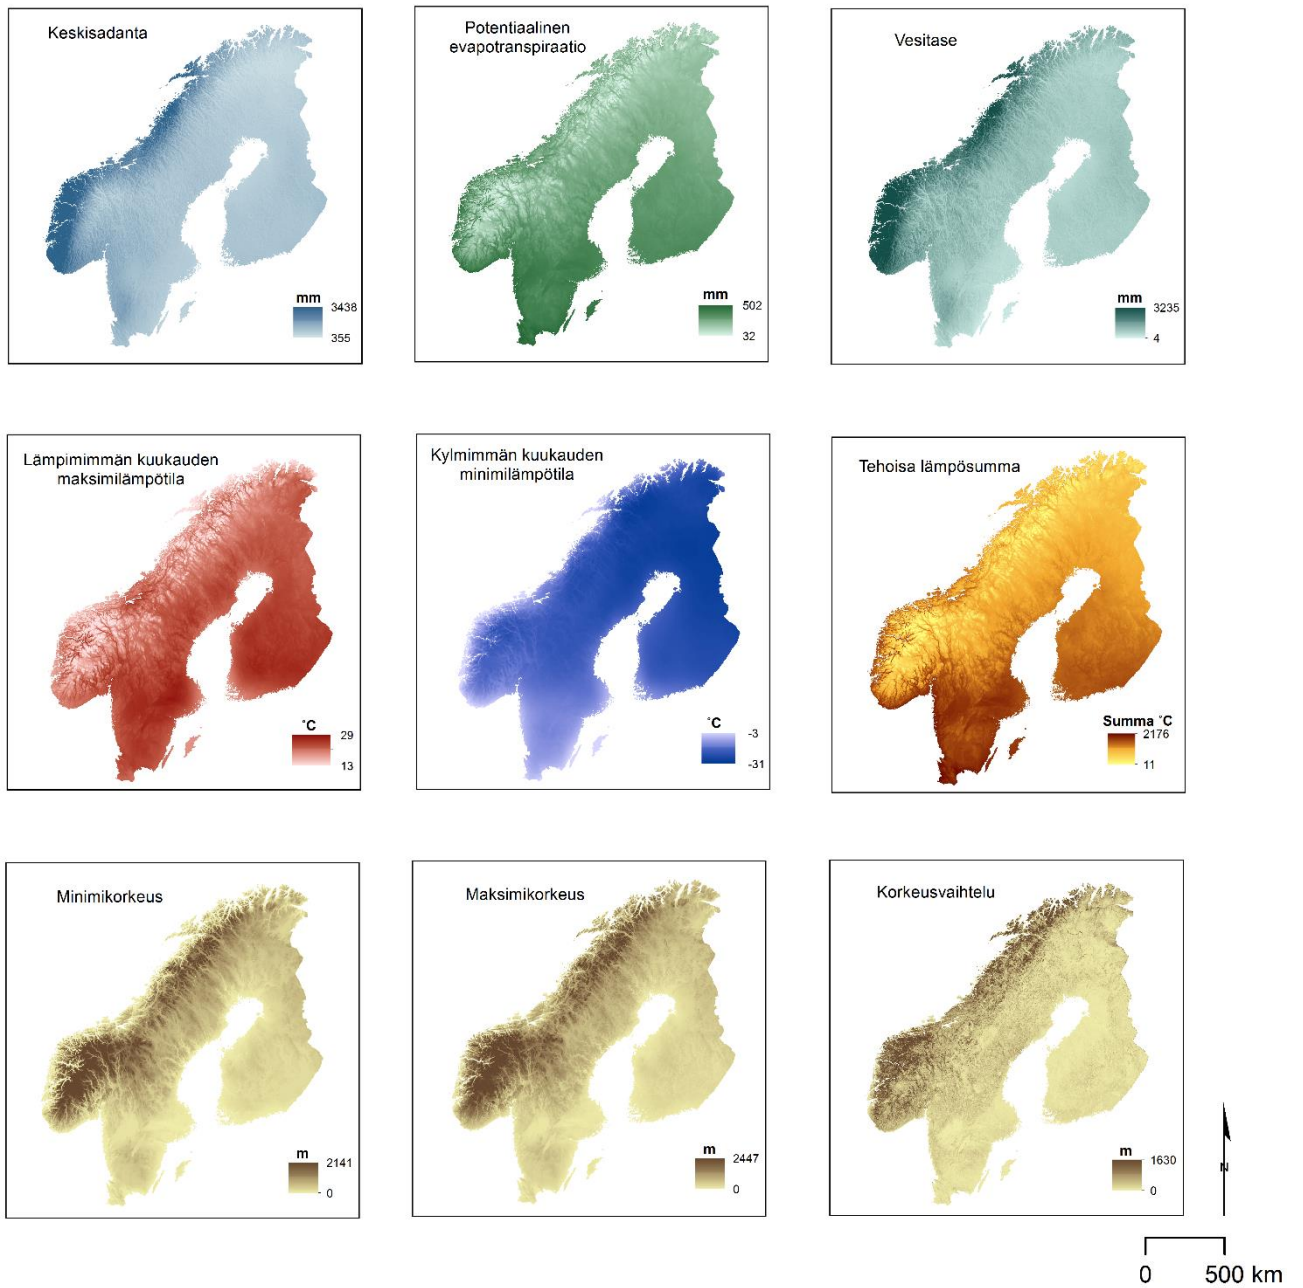 Keskisadanta
mm
3438
355
Potentiaalinen
evapotranspiraatio
mm
502
32
Vesitase
mm
3235
4
Lämpimimmän kuukauden
maksimilämpötila
˚C
29
13
Kylmimmän kuukauden
minimilämpötila
˚C
-3
-31
Tehoisa lämpösumma
Summa ˚C
2176
11
Minimikorkeus
m
2141
0
Maksimikorkeus
m
2447
0
Korkeusvaihtelu
m
1630
0
N
0 500 km